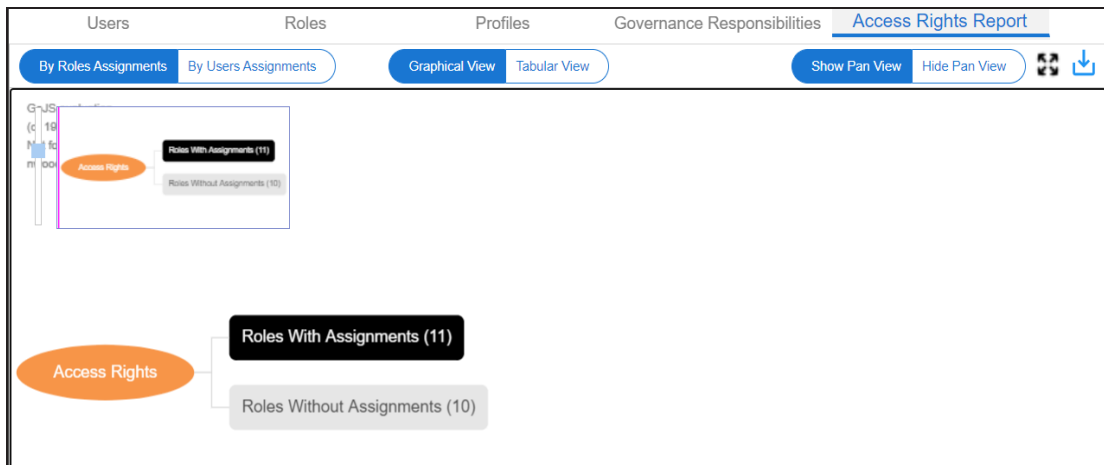 Users Roles Profiles Governance Responsibilities Access Rights Report
By Roles Assignments By Users Assignments Graphical View Tabular View Show Pan View Hide Pan View
Roles With Assignments (11)
Access Rights
Roles Without Assignments (10)
Roles With Assignments (11)
Access Rights
Roles Without Assignments (10)